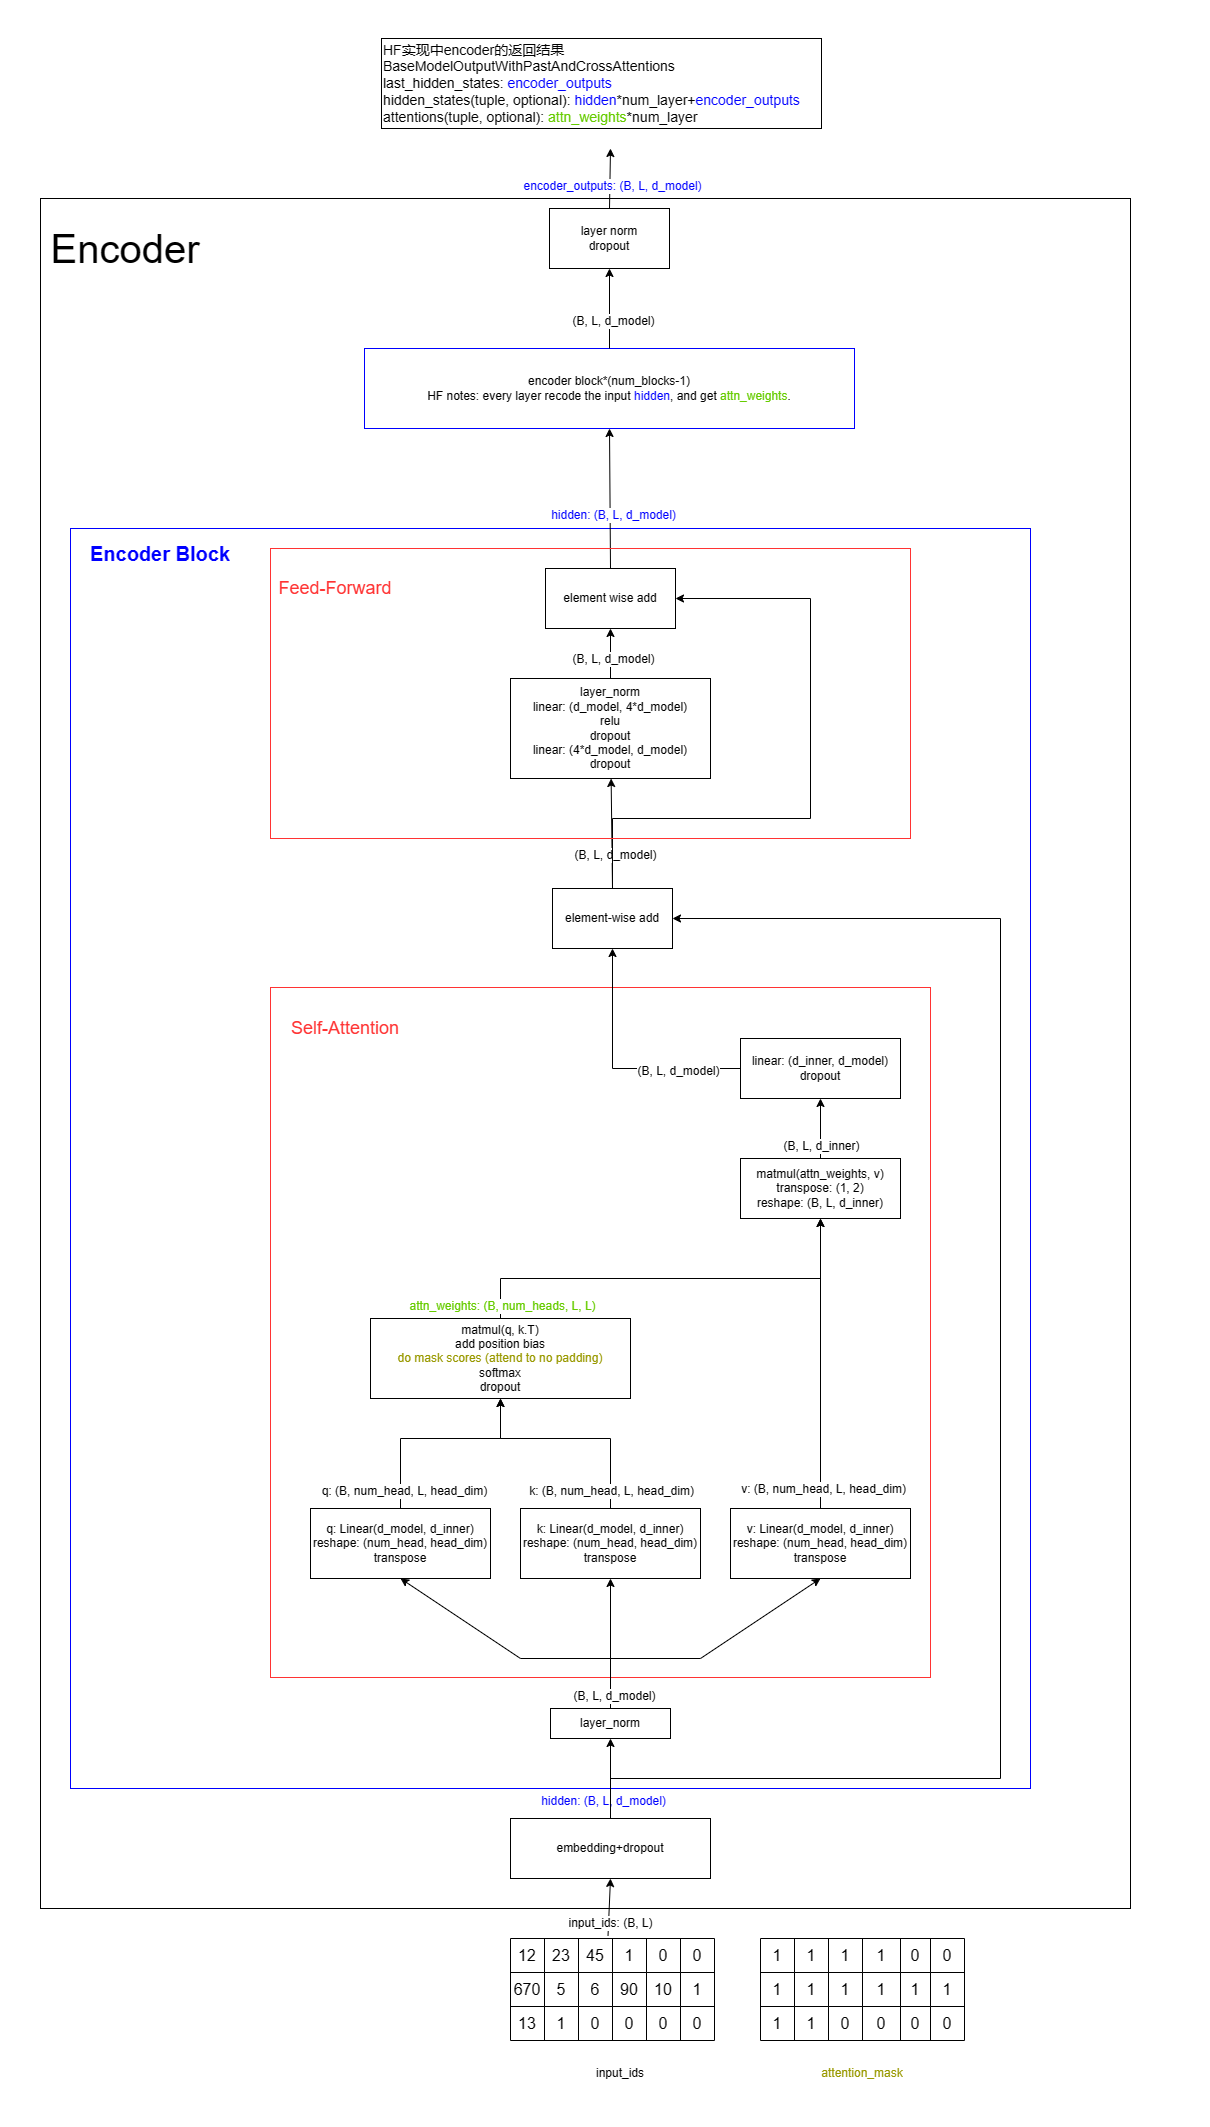 HF实现中encoder的返回结果
BaseModelOutputWithPastAndCrossAttentions
last_hidden_states: encoder_outputs
hidden_states(tuple, optional): hidden*num_layer+encoder_outputs
attentions(tuple, optional): attn_weights*num_layer
encoder_outputs: (B, L, d_model)
Encoder
layer norm
dropout
(B, L, d_model)
encoder block*(num_blocks-1)
HF notes: every layer recode the input hidden, and get attn_weights.
hidden: (B, L, d_model)
Encoder Block
Feed-Forward
element wise add
(B, L, d_model)
layer_norm
linear: (d_model, 4*d_model)
relu
dropout
linear: (4*d_model, d_model)
dropout
(B, L, d_model)
element-wise add
Self-Attention
linear: (d_inner, d_model)
dropout
(B, L, d_model)
(B, L, d_inner)
matmul(attn_weights, v)
transpose: (1, 2)
reshape: (B, L, d_inner)
attn_weights: (B, num_heads, L, L)
matmul(q, k.T)
add position bias
do mask scores (attend to no padding)
softmax
dropout
q: (B, num_head, L, head_dim)
k: (B, num_head, L, head_dim)
v: (B, num_head, L, head_dim)
q: Linear(d_model, d_inner)
reshape: (num_head, head_dim)
transpose
k: Linear(d_model, d_inner)
reshape: (num_head, head_dim)
transpose
v: Linear(d_model, d_inner)
reshape: (num_head, head_dim)
transpose
(B, L, d_model)
layer_norm
hidden: (B, L, d_model)
embedding+dropout
input_ids: (B, L)
12 23 45 1 0 0
670 5 6 90 10 1
13 1 0 0 0 0
input_ids
1 1 1 1 0 0
1 1 1 1 1 1
1 1 0 0 0 0
attention_mask